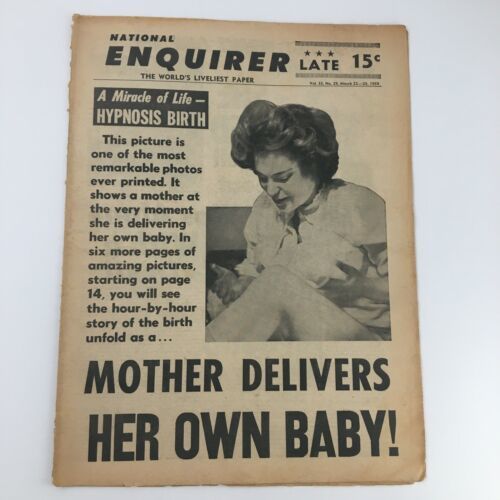 NATIONAL
ENQUIRER
THE WORLD'S LIVELIEST PAPER
★ ★ ★
LATE 15¢
A Miracle of Life —
HYPNOSIS BIRTH
This picture is
one of the most
remarkable photos
ever printed. It
shows a mother at
the very moment
she is delivering
her own baby. In
six more pages of
amazing pictures,
starting on page
14, you will see
the hour-by-hour
story of the birth
unfold as a...
MOTHER DELIVERS
HER OWN BABY!